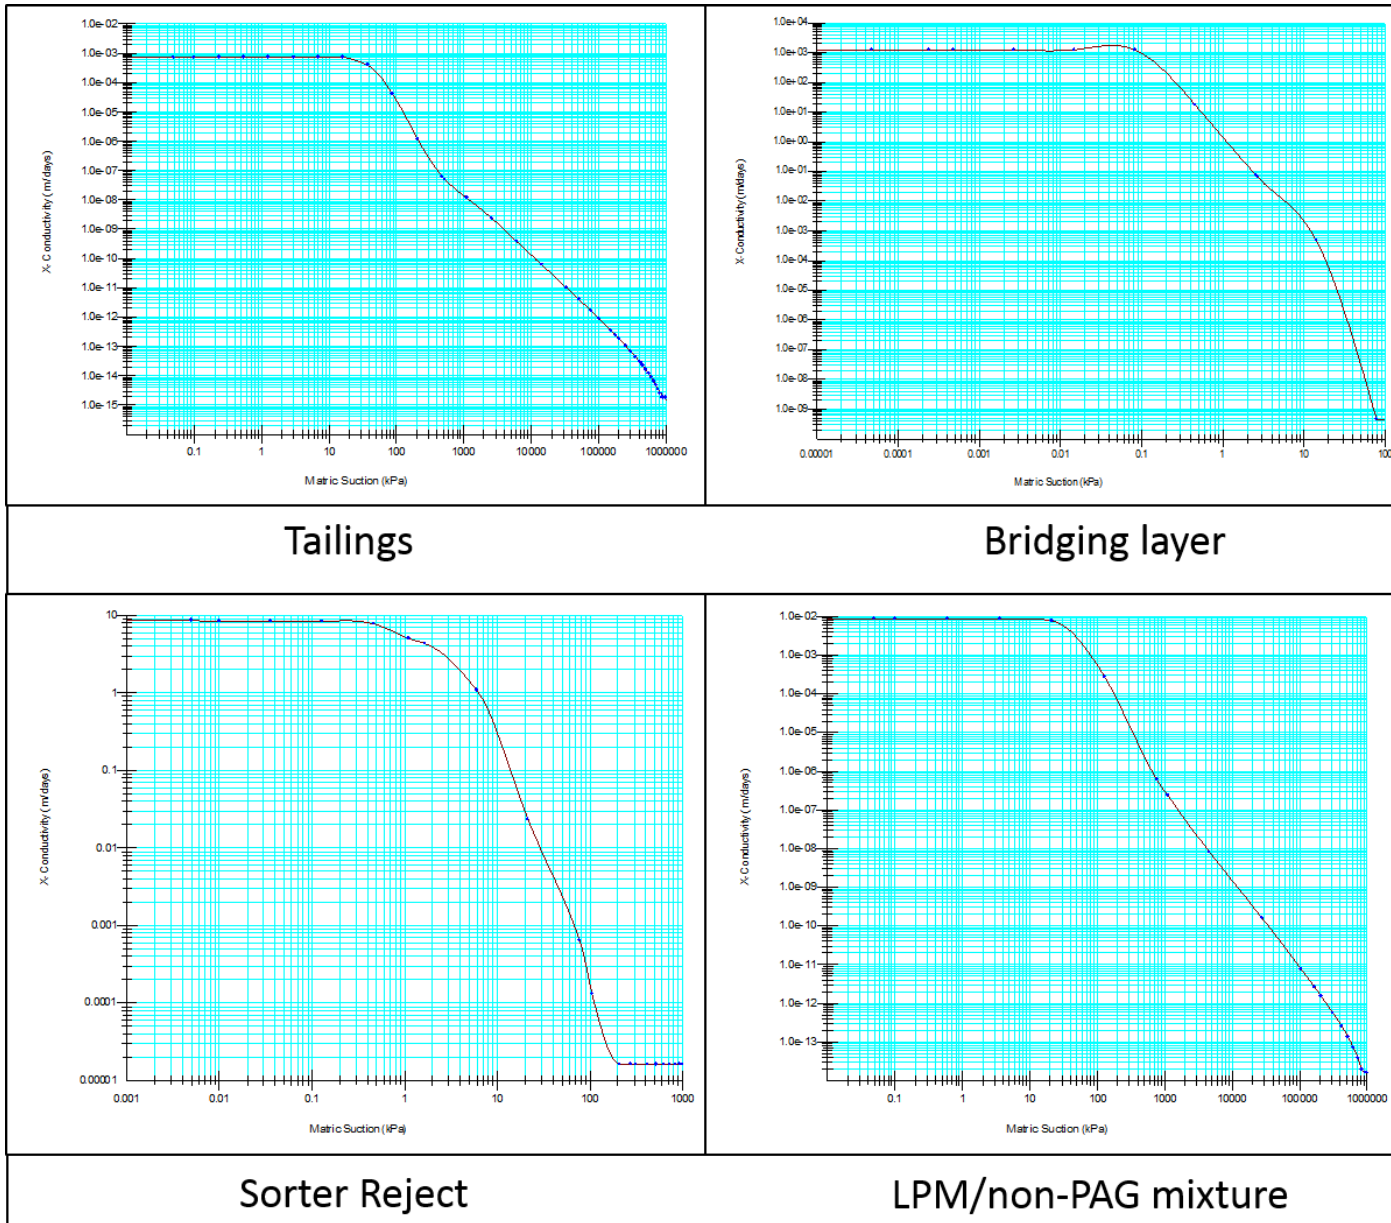 1.0e-02
1.0e-03
1.0e-04
1.0e-05
1.0e-06
1.0e-07
1.0e-08
1.0e-09
1.0e-10
1.0e-11
1.0e-12
1.0e-13
1.0e-14
1.0e-15
X-Conductivity (m/days)
0.1 1 10 100 1000 10000 100000 1000000
Matric Suction (kPa)
Tailings
1.0e+04
1.0e+03
1.0e+02
1.0e+01
1.0e+00
1.0e-01
1.0e-02
1.0e-03
1.0e-04
1.0e-05
1.0e-06
1.0e-07
1.0e-08
1.0e-09
X-Conductivity (m/days)
0.00001 0.0001 0.001 0.01 0.1 1 10 100
Matric Suction (kPa)
Bridging layer
10
1
0.1
0.01
0.001
0.0001
0.00001
X-Conductivity (m/days)
0.001 0.01 0.1 1 10 100 1000
Matric Suction (kPa)
Sorter Reject
1.0e-02
1.0e-03
1.0e-04
1.0e-05
1.0e-06
1.0e-07
1.0e-08
1.0e-09
1.0e-10
1.0e-11
1.0e-12
1.0e-13
X-Conductivity (m/days)
0.1 1 10 100 1000 10000 100000 1000000
Matric Suction (kPa)
LPM/non-PAG mixture